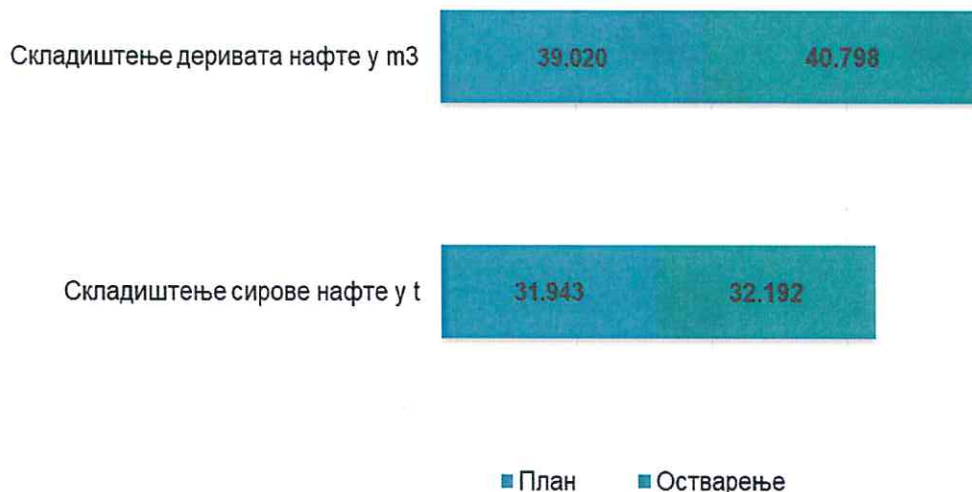 Складиштење деривата нафте у m3
39.020
40.798
Складиштење сирове нафте у t
31.943
32.192
План
Остварење